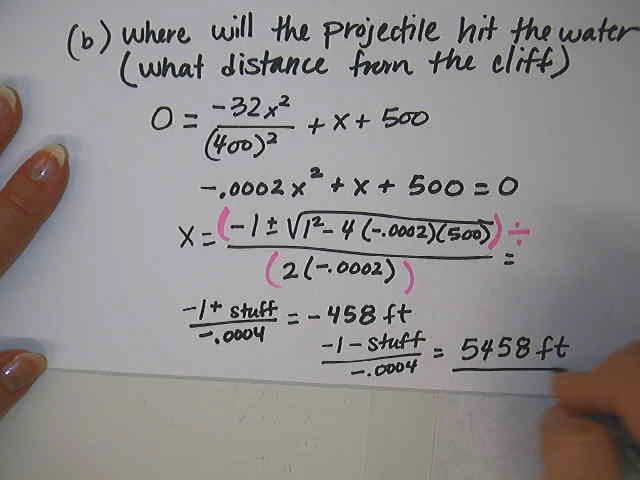 (b) where will the projectile hit the water
(what distance from the cliff)
0 = -32x² / (400)² + x + 500
-.0002x² + x + 500 = 0
x = (-1 ± √1² - 4(-.0002)(500)) ÷ (2(-.0002)) =
-1 + stuff / -.0004 = -458 ft
-1 - stuff / -.0004 = 5458 ft